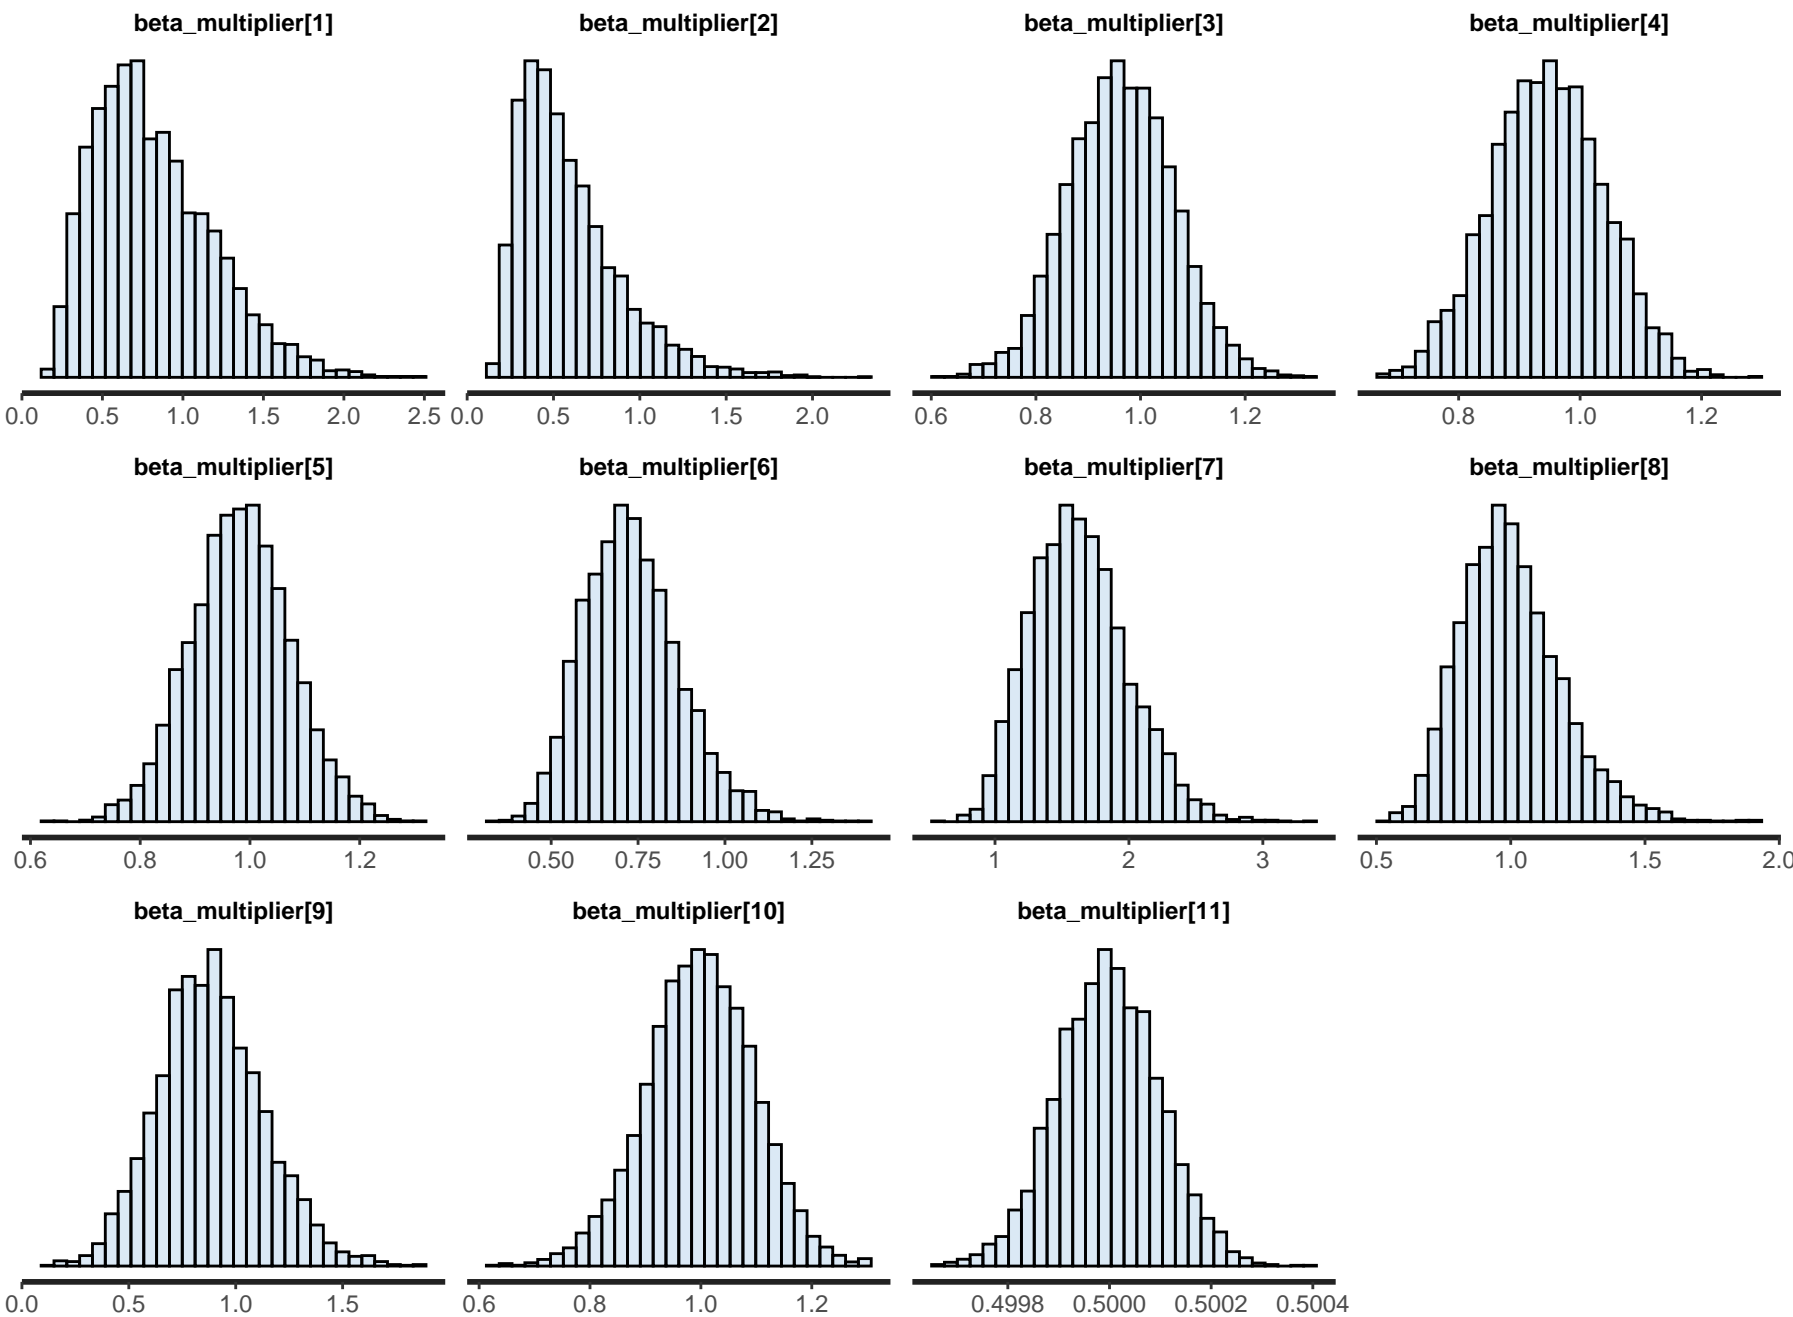 beta_multiplier[1] beta_multiplier[2] beta_multiplier[3] beta_multiplier[4]
0.0 0.5 1.0 1.5 2.0 2.5 0.0 0.5 1.0 1.5 2.0 0.6 0.8 1.0 1.2 0.8 1.0 1.2
beta_multiplier[5] beta_multiplier[6] beta_multiplier[7] beta_multiplier[8]
0.6 0.8 1.0 1.2 0.50 0.75 1.00 1.25 1 2 3 0.5 1.0 1.5 2.0
beta_multiplier[9] beta_multiplier[10] beta_multiplier[11]
0.0 0.5 1.0 1.5 0.6 0.8 1.0 1.2 0.4998 0.5000 0.5002 0.5004